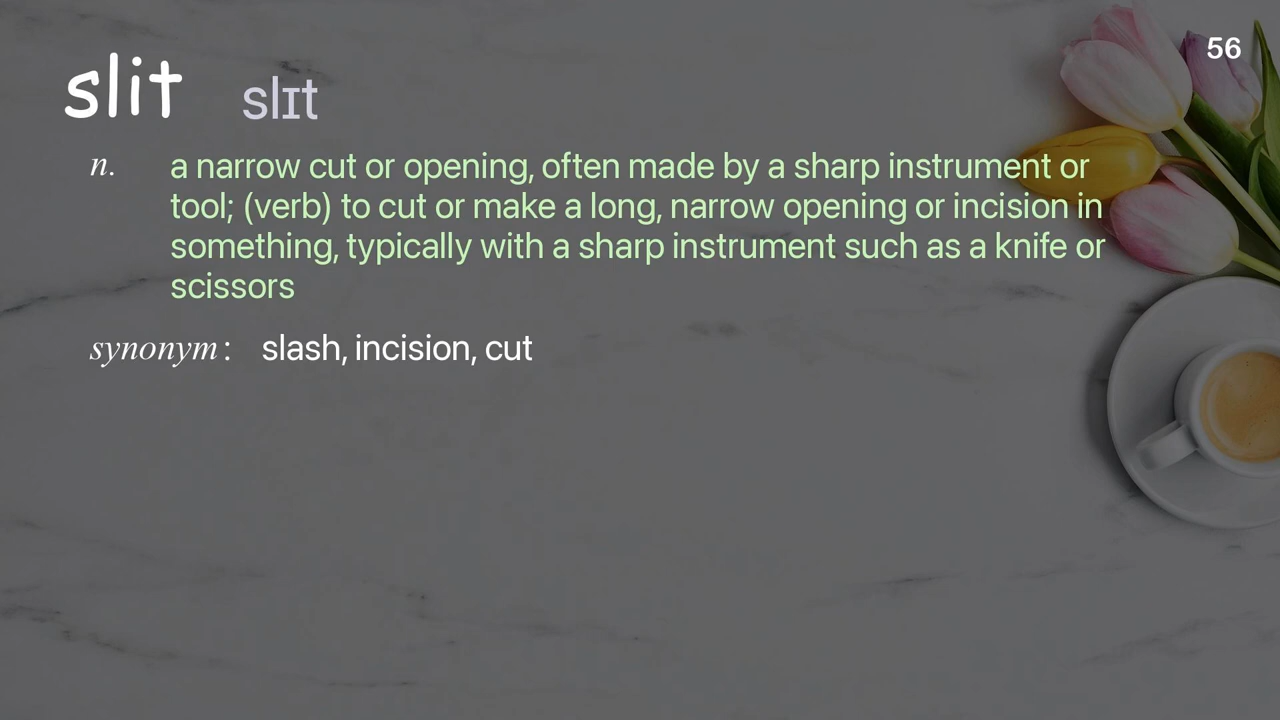 56
slit slɪt
n. a narrow cut or opening, often made by a sharp instrument or
tool; (verb) to cut or make a long, narrow opening or incision in
something, typically with a sharp instrument such as a knife or
scissors
synonym: slash, incision, cut